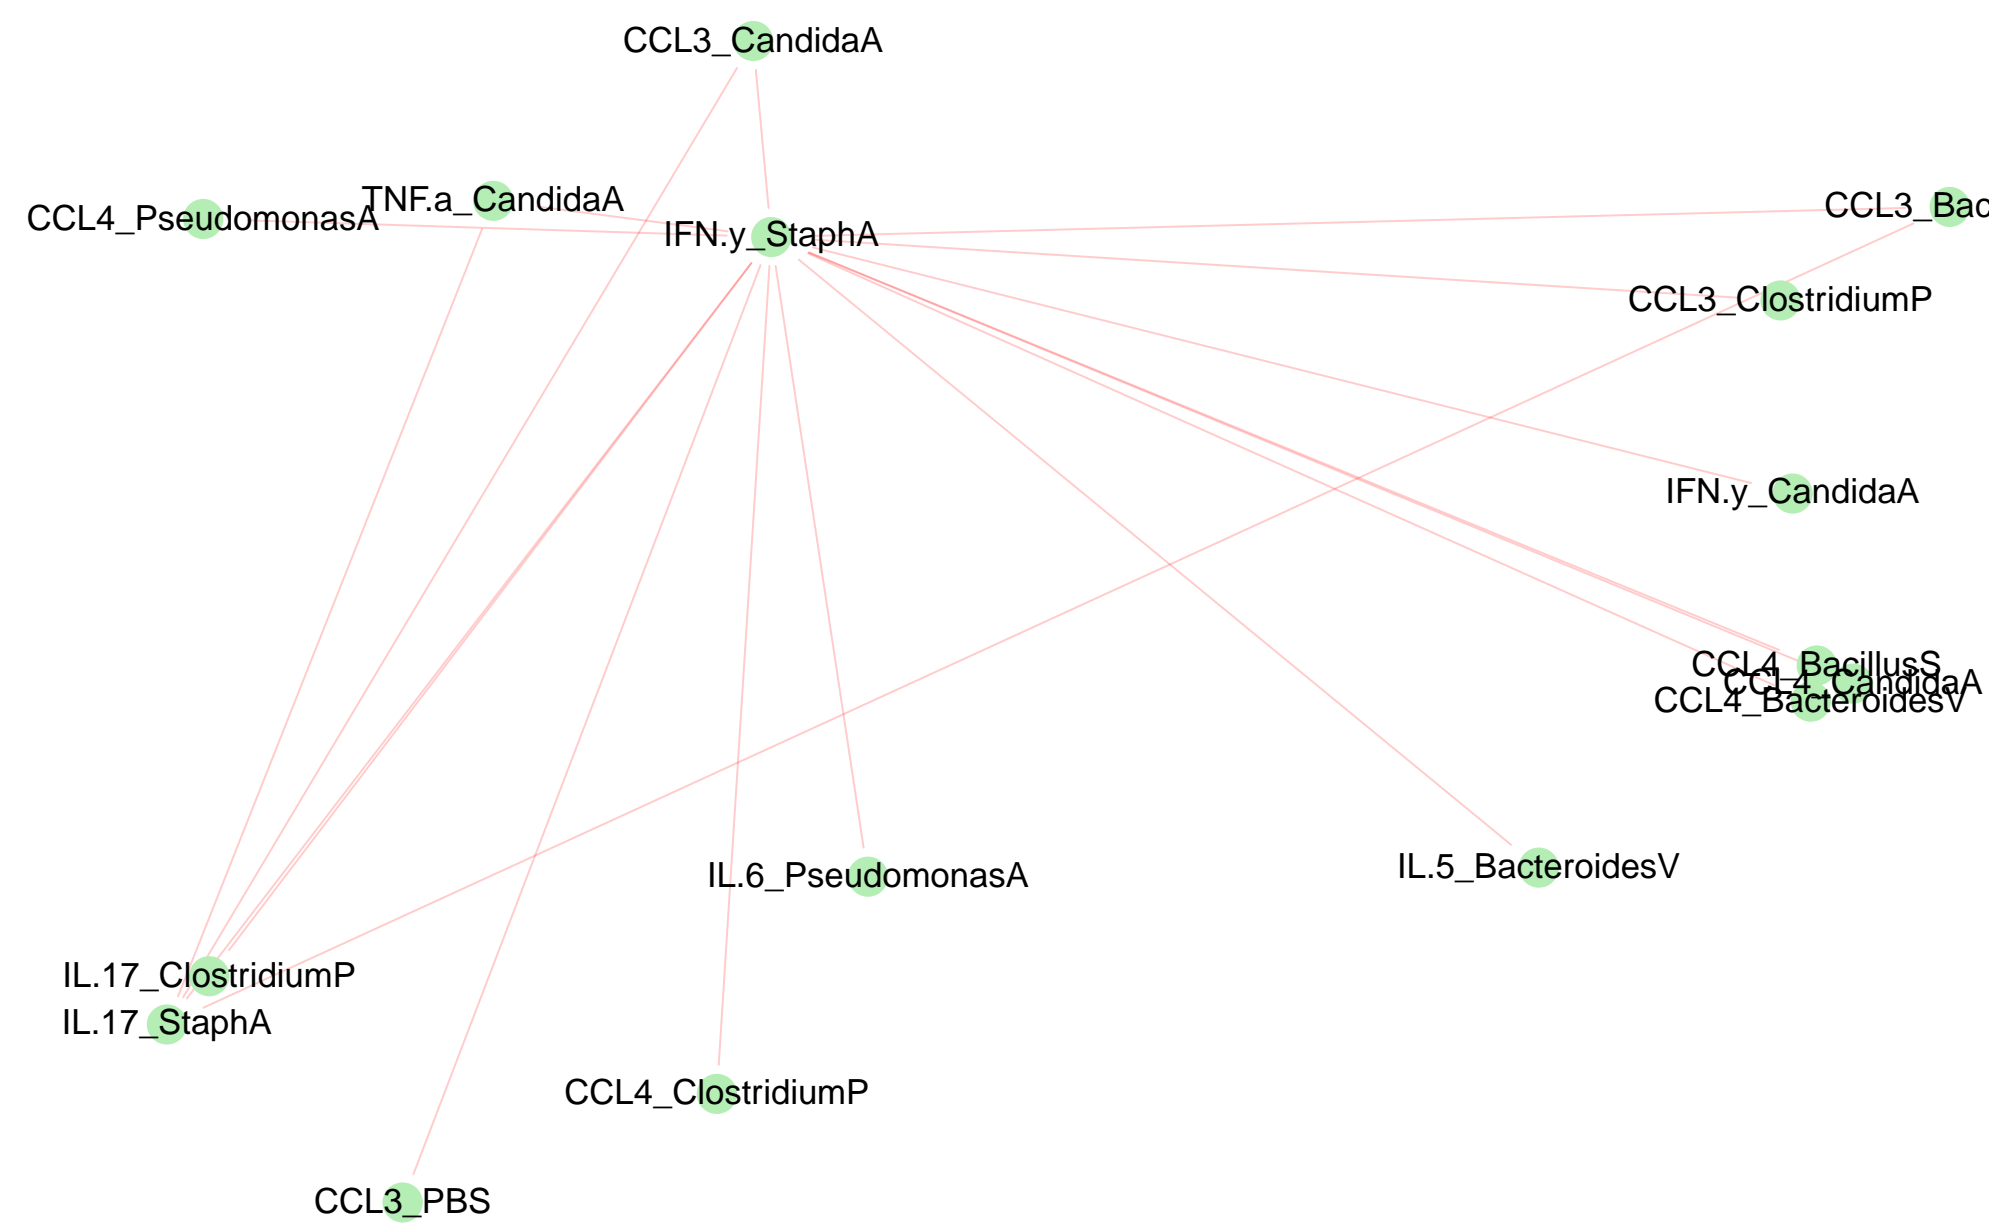 CCL3_CandidaA
TNF.a_CandidaA
CCL4_PseudomonasA
CCL3_Bac
IFN.y_StaphA
CCL3_ClostridiumP
IFN.y_CandidaA
CCL4_BacillusS
CCL4_CandidaA
CCL4_BacteroidesV
IL.5_BacteroidesV
IL.6_PseudomonasA
IL.17_ClostridiumP
IL.17_StaphA
CCL4_ClostridiumP
CCL3_PBS